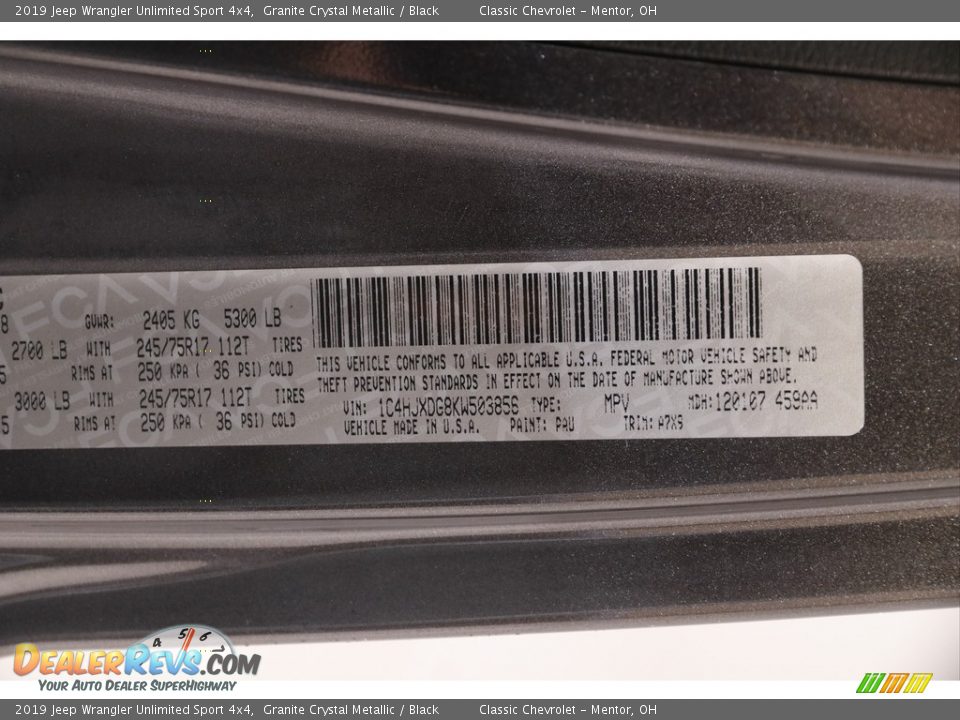 2019 Jeep Wrangler Unlimited Sport 4x4, Granite Crystal Metallic / Black Classic Chevrolet – Mentor, OH
GVWR: 2405 KG 5300 LB
2700 LB WITH 245/75R17 112T TIRES
RIMS AT 250 KPA ( 36 PSI) COLD
3000 LB WITH 245/75R17 112T TIRES
RIMS AT 250 KPA ( 36 PSI) COLD
THIS VEHICLE CONFORMS TO ALL APPLICABLE U.S.A. FEDERAL MOTOR VEHICLE SAFETY AND
THEFT PREVENTION STANDARDS IN EFFECT ON THE DATE OF MANUFACTURE SHOWN ABOVE.
VIN: 1C4HJXDG8KW503856 TYPE: MPV MDH: 120107 458AA
VEHICLE MADE IN U.S.A. PAINT: PAU TRIM: A7X9
4 5 6
DealerRevs.com
Your Auto Dealer SuperHighway
2019 Jeep Wrangler Unlimited Sport 4x4, Granite Crystal Metallic / Black Classic Chevrolet – Mentor, OH